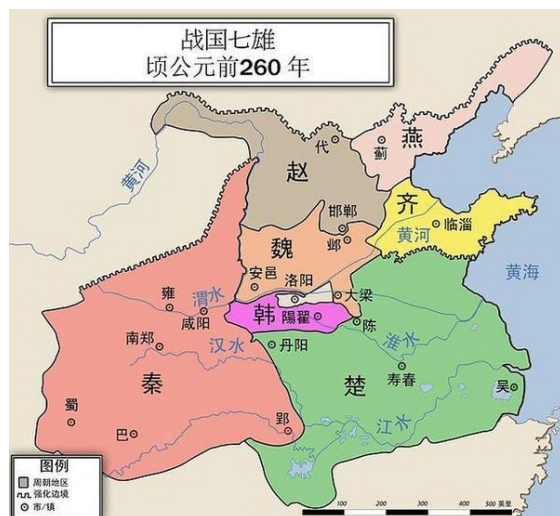 战国七雄
顷公元前260 年
燕
代
蓟
赵
黄河
齐
临淄
邯郸
邺
黄河
魏
安邑
洛阳
大梁
黄海
雍
渭水
咸阳
韩
陽翟
陈
淮水
南郑
汉水
丹阳
寿春
秦
楚
吴
蜀
巴
郢
江水
图例
周朝地区
强化边境
市/镇
100
200
300
400
500 英里